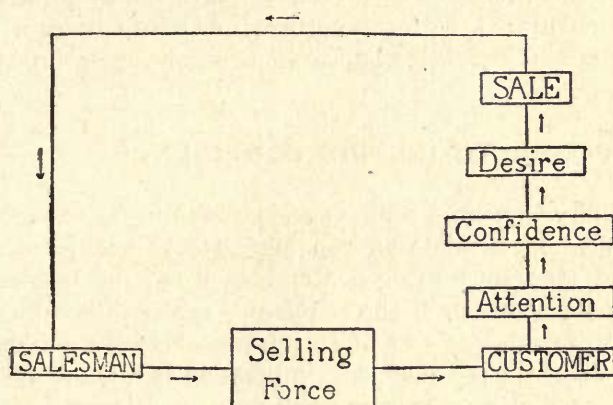 SALE
Desire
Confidence
Attention
SALESMAN
Selling
Force
CUSTOMER